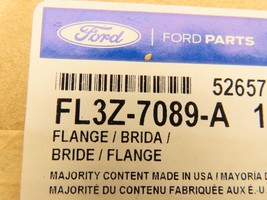 Ford FORD PARTS
52657
FL3Z-7089-A 1
FLANGE / BRIDA /
BRIDE / FLANGE
MAJORITY CONTENT MADE IN USA / MAYORIA D
MAJORITÉ DU CONTENU FABRIQUÉE AUX É.-U